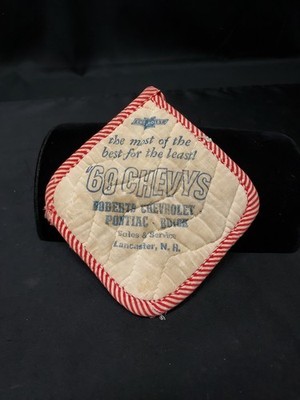 the most of the
best for the least!
'60 CHEVYS
ROBERTS CHEVROLET
PONTIAC - BUICK
Sales & Service
Lancaster, N. H.